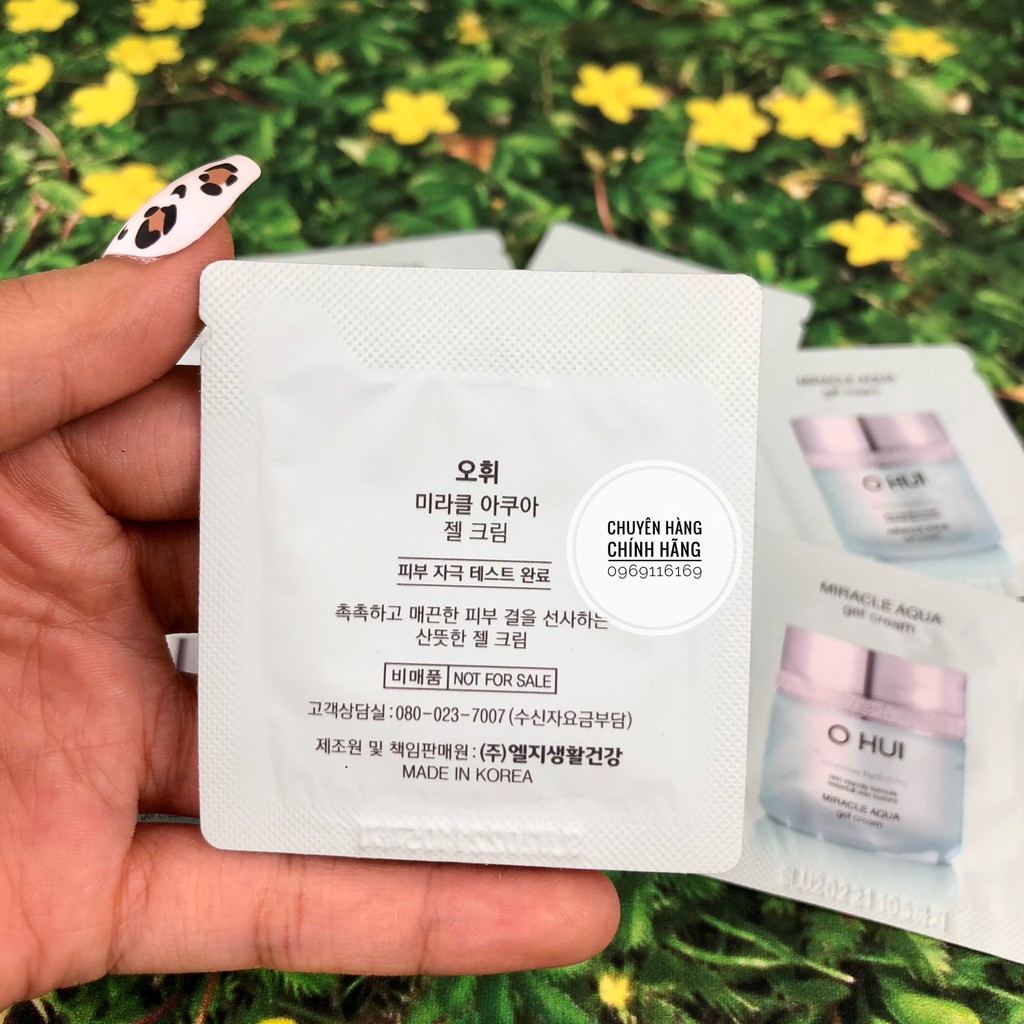 오휘
미라클 아쿠아
젤 크림
피부 자극 테스트 완료
촉촉하고 매끈한 피부 결을 선사하는
산뜻한 젤 크림
비매품 NOT FOR SALE
고객상담실:080-023-7007(수신자요금부담)
제조원 및 책임판매원:(주)엘지생활건강
MADE IN KOREA
CHUYÊN HÀNG
CHÍNH HÃNG
0969116169
MIRACLE AQUA
gel cream
O HUI
MIRACLE AQUA
gel cream
O HUI
MIRACLE AQUA
gel cream